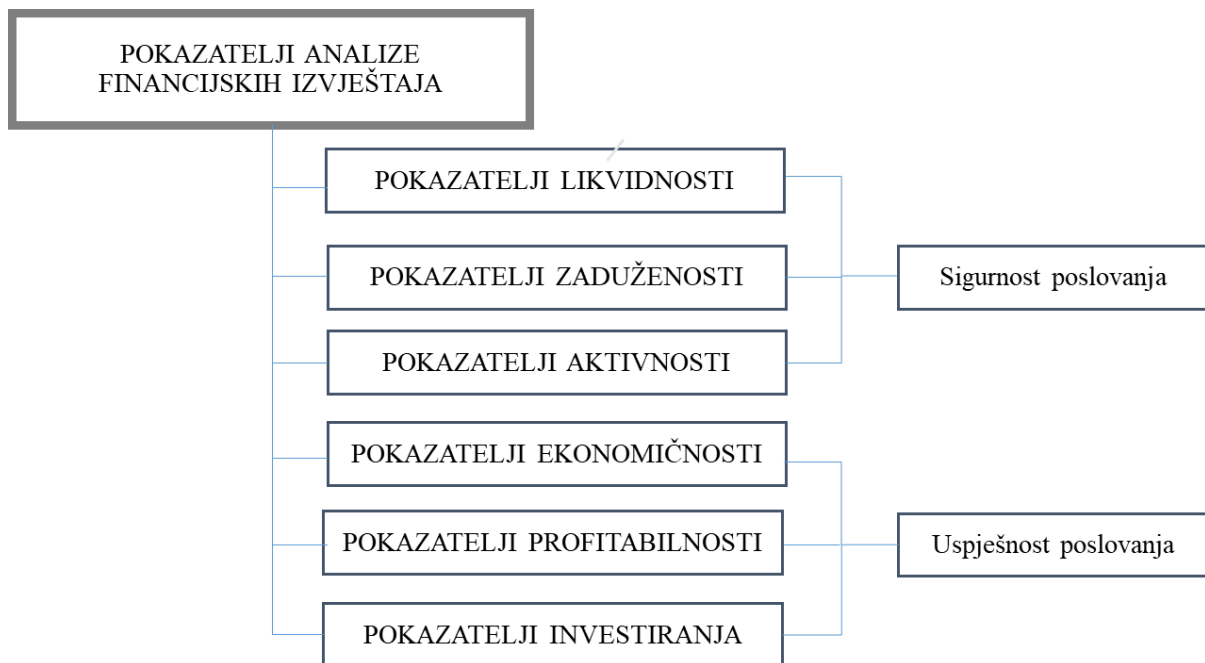 POKAZATELJI ANALIZE
FINANCIJSKIH IZVJEŠTAJA
POKAZATELJI LIKVIDNOSTI
POKAZATELJI ZADUŽENOSTI
POKAZATELJI AKTIVNOSTI
Sigurnost poslovanja
POKAZATELJI EKONOMIČNOSTI
POKAZATELJI PROFITABILNOSTI
POKAZATELJI INVESTIRANJA
Uspješnost poslovanja